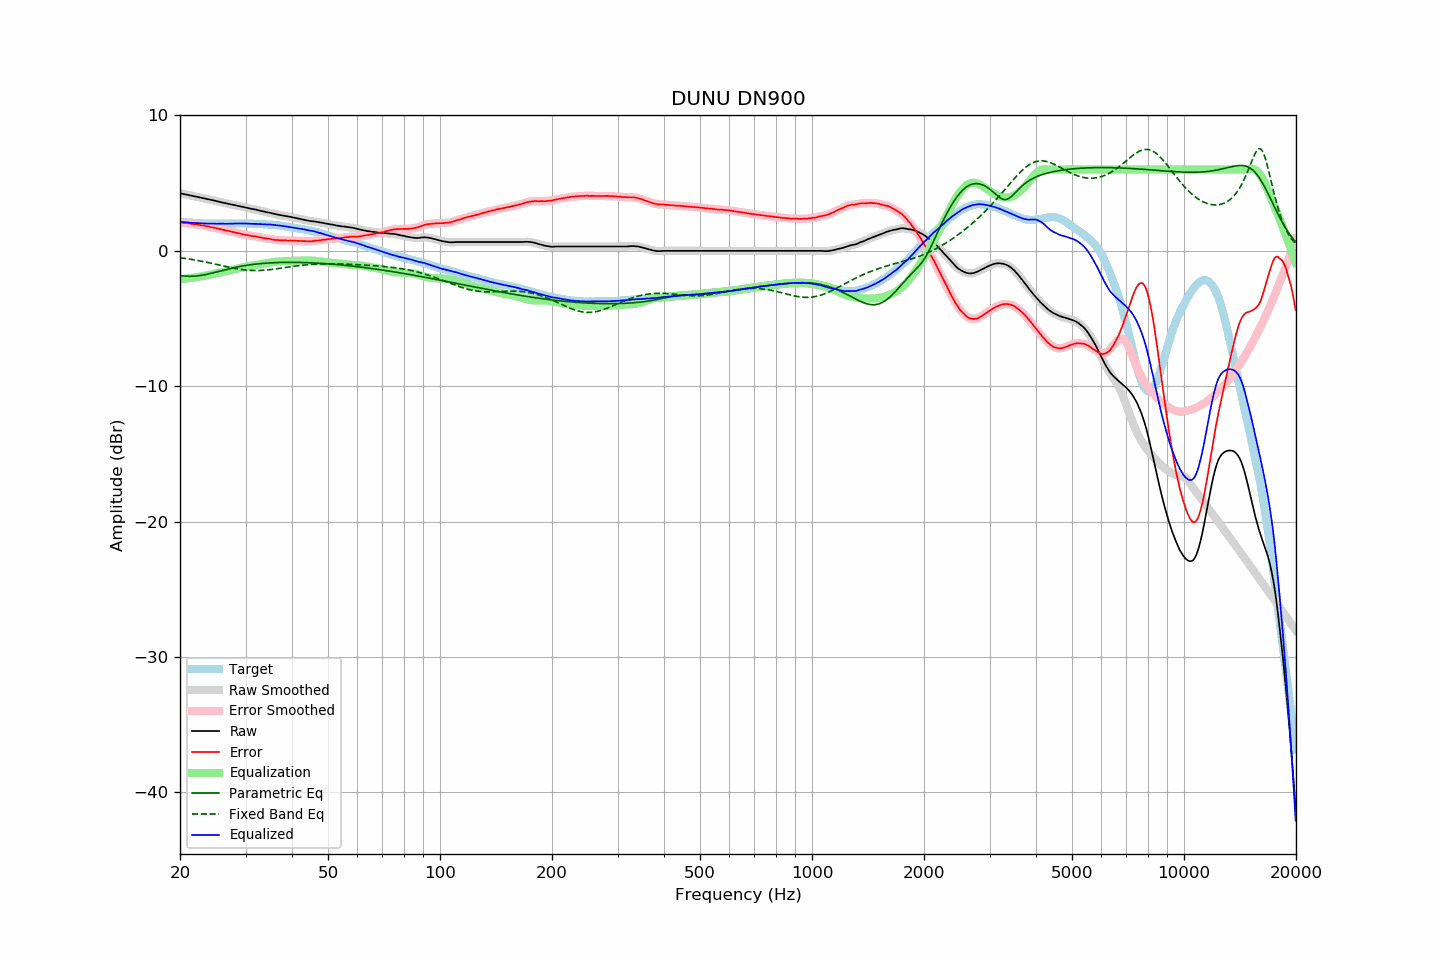 DUNU DN900
10
0
−10
−20
−30
−40
Amplitude (dBr)
Target
Raw Smoothed
Error Smoothed
Raw
Error
Equalization
Parametric Eq
Fixed Band Eq
Equalized
20
50
100
200
500
1000
2000
5000
10000
20000
Frequency (Hz)